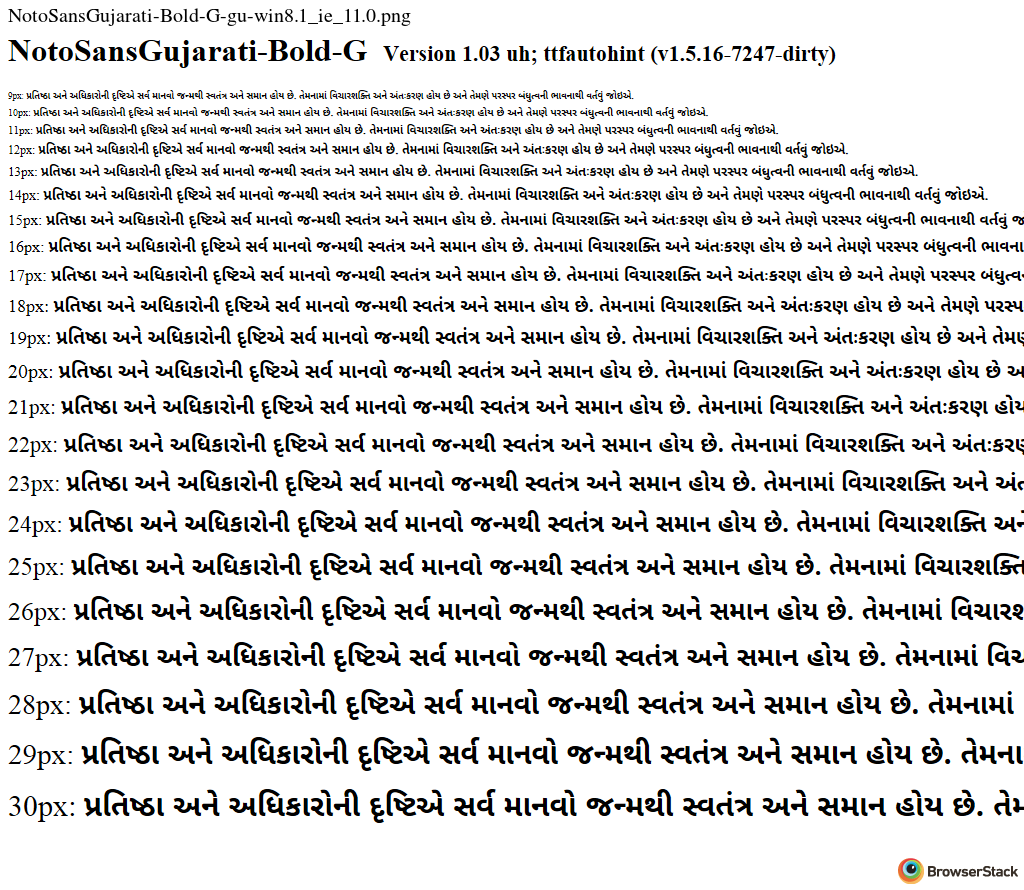 NotoSansGujarati-Bold-G-gu-win8.1_ie_11.0.png
NotoSansGujarati-Bold-G Version 1.03 uh; ttfautohint (v1.5.16-7247-dirty)
9px: પ્રતિષ્ઠા અને અધિકારોની દૃષ્ટિએ સર્વ માનવો જન્મથી સ્વતંત્ર અને સમાન હોય છે. તેમનામાં વિચારશક્તિ અને અંતઃકરણ હોય છે અને તેમણે પરસ્પર બંધુત્વની ભાવનાથી વર્તવું જોઇએ.
10px: પ્રતિષ્ઠા અને અધિકારોની દૃષ્ટિએ સર્વ માનવો જન્મથી સ્વતંત્ર અને સમાન હોય છે. તેમનામાં વિચારશક્તિ અને અંતઃકરણ હોય છે અને તેમણે પરસ્પર બંધુત્વની ભાવનાથી વર્તવું જોઇએ.
11px: પ્રતિષ્ઠા અને અધિકારોની દૃષ્ટિએ સર્વ માનવો જન્મથી સ્વતંત્ર અને સમાન હોય છે. તેમનામાં વિચારશક્તિ અને અંતઃકરણ હોય છે અને તેમણે પરસ્પર બંધુત્વની ભાવનાથી વર્તવું જોઇએ.
12px: પ્રતિષ્ઠા અને અધિકારોની દૃષ્ટિએ સર્વ માનવો જન્મથી સ્વતંત્ર અને સમાન હોય છે. તેમનામાં વિચારશક્તિ અને અંતઃકરણ હોય છે અને તેમણે પરસ્પર બંધુત્વની ભાવનાથી વર્તવું જોઇએ.
13px: પ્રતિષ્ઠા અને અધિકારોની દૃષ્ટિએ સર્વ માનવો જન્મથી સ્વતંત્ર અને સમાન હોય છે. તેમનામાં વિચારશક્તિ અને અંતઃકરણ હોય છે અને તેમણે પરસ્પર બંધુત્વની ભાવનાથી વર્તવું જોઇએ.
14px: પ્રતિષ્ઠા અને અધિકારોની દૃષ્ટિએ સર્વ માનવો જન્મથી સ્વતંત્ર અને સમાન હોય છે. તેમનામાં વિચારશક્તિ અને અંતઃકરણ હોય છે અને તેમણે પરસ્પર બંધુત્વની ભાવનાથી વર્તવું જોઇએ.
15px: પ્રતિષ્ઠા અને અધિકારોની દૃષ્ટિએ સર્વ માનવો જન્મથી સ્વતંત્ર અને સમાન હોય છે. તેમનામાં વિચારશક્તિ અને અંતઃકરણ હોય છે અને તેમણે પરસ્પર બંધુત્વની ભાવનાથી વર્તવું
16px: પ્રતિષ્ઠા અને અધિકારોની દૃષ્ટિએ સર્વ માનવો જન્મથી સ્વતંત્ર અને સમાન હોય છે. તેમનામાં વિચારશક્તિ અને અંતઃકરણ હોય છે અને તેમણે પરસ્પર બંધુત્વની ભાવના
17px: પ્રતિષ્ઠા અને અધિકારોની દૃષ્ટિએ સર્વ માનવો જન્મથી સ્વતંત્ર અને સમાન હોય છે. તેમનામાં વિચારશક્તિ અને અંતઃકરણ હોય છે અને તેમણે પરસ્પર
18px: પ્રતિષ્ઠા અને અધિકારોની દૃષ્ટિએ સર્વ માનવો જન્મથી સ્વતંત્ર અને સમાન હોય છે. તેમનામાં વિચારશક્તિ અને અંતઃકરણ હોય છે અને તેમણે
19px: પ્રતિષ્ઠા અને અધિકારોની દૃષ્ટિએ સર્વ માનવો જન્મથી સ્વતંત્ર અને સમાન હોય છે. તેમનામાં વિચારશક્તિ અને અંતઃકરણ હોય છે અને
20px: પ્રતિષ્ઠા અને અધિકારોની દૃષ્ટિએ સર્વ માનવો જન્મથી સ્વતંત્ર અને સમાન હોય છે. તેમનામાં વિચારશક્તિ અને અંતઃકરણ હોય છે
21px: પ્રતિષ્ઠા અને અધિકારોની દૃષ્ટિએ સર્વ માનવો જન્મથી સ્વતંત્ર અને સમાન હોય છે. તેમનામાં વિચારશક્તિ અને અંતઃકરણ હોય
22px: પ્રતિષ્ઠા અને અધિકારોની દૃષ્ટિએ સર્વ માનવો જન્મથી સ્વતંત્ર અને સમાન હોય છે. તેમનામાં વિચારશક્તિ અને અંતઃકરણ
23px: પ્રતિષ્ઠા અને અધિકારોની દૃષ્ટિએ સર્વ માનવો જન્મથી સ્વતંત્ર અને સમાન હોય છે. તેમનામાં વિચારશક્તિ અને
24px: પ્રતિષ્ઠા અને અધિકારોની દૃષ્ટિએ સર્વ માનવો જન્મથી સ્વતંત્ર અને સમાન હોય છે. તેમનામાં વિચારશક્તિ અને
25px: પ્રતિષ્ઠા અને અધિકારોની દૃષ્ટિએ સર્વ માનવો જન્મથી સ્વતંત્ર અને સમાન હોય છે. તેમનામાં વિચારશક્તિ
26px: પ્રતિષ્ઠા અને અધિકારોની દૃષ્ટિએ સર્વ માનવો જન્મથી સ્વતંત્ર અને સમાન હોય છે. તેમનામાં વિચારશ
27px: પ્રતિષ્ઠા અને અધિકારોની દૃષ્ટિએ સર્વ માનવો જન્મથી સ્વતંત્ર અને સમાન હોય છે. તેમનામાં
28px: પ્રતિષ્ઠા અને અધિકારોની દૃષ્ટિએ સર્વ માનવો જન્મથી સ્વતંત્ર અને સમાન હોય છે. તેમનામાં
29px: પ્રતિષ્ઠા અને અધિકારોની દૃષ્ટિએ સર્વ માનવો જન્મથી સ્વતંત્ર અને સમાન હોય છે. તેમના
30px: પ્રતિષ્ઠા અને અધિકારોની દૃષ્ટિએ સર્વ માનવો જન્મથી સ્વતંત્ર અને સમાન હોય છે.
BrowserStack